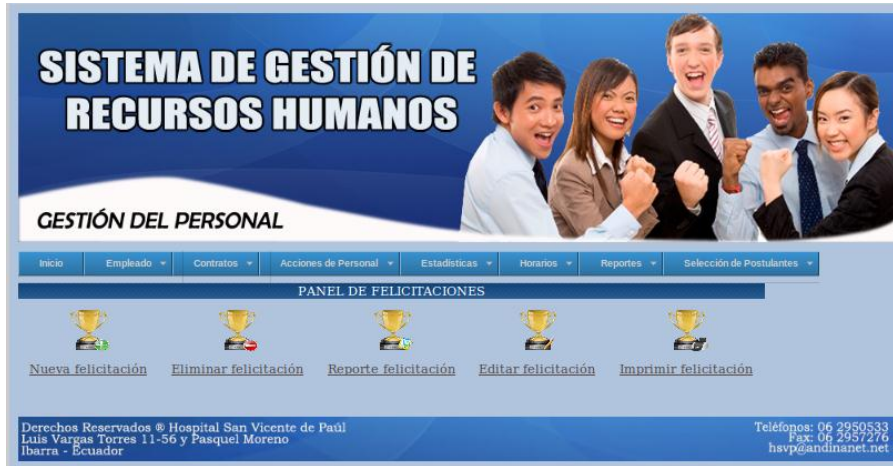 SISTEMA DE GESTIÓN DE
RECURSOS HUMANOS
GESTIÓN DEL PERSONAL
Inicio Empleado Contratos Acciones de Personal Estadísticas Horarios Reportes Selección de Postulantes
PANEL DE FELICITACIONES
Nueva felicitación Eliminar felicitación Reporte felicitación Editar felicitación Imprimir felicitación
Derechos Reservados ® Hospital San Vicente de Paúl
Luis Vargas Torres 11-56 y Pasquel Moreno
Ibarra - Ecuador
Teléfonos: 06 2950533
Fax: 06 2957276
hsvp@andinanet.net